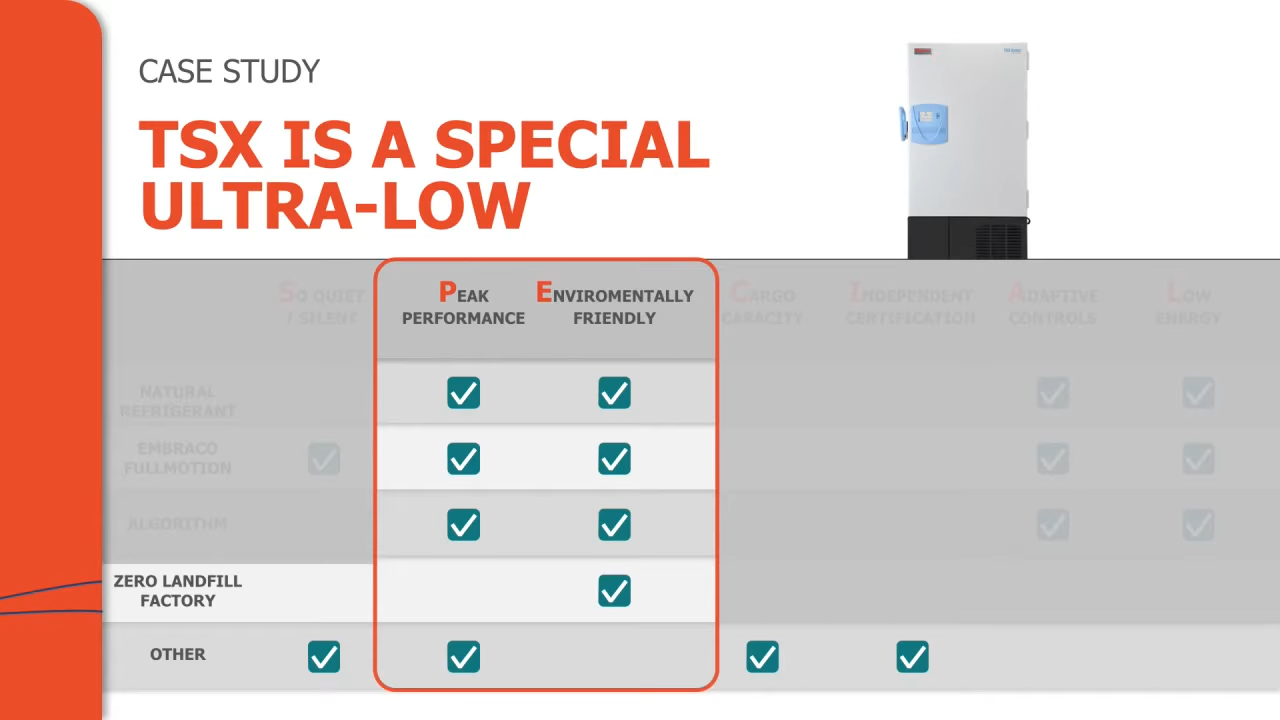 CASE STUDY
TSX IS A SPECIAL
ULTRA-LOW
SO QUIET
/ SILENT
PEAK
PERFORMANCE
ENVIROMENTALLY
FRIENDLY
CARGO
CAPACITY
INDEPENDENT
CERTIFICATION
ADAPTIVE
CONTROLS
LOW
ENERGY
NATURAL
REFRIGERANT
EMBRACO
FULLMOTION
ALGORITHM
ZERO LANDFILL
FACTORY
OTHER